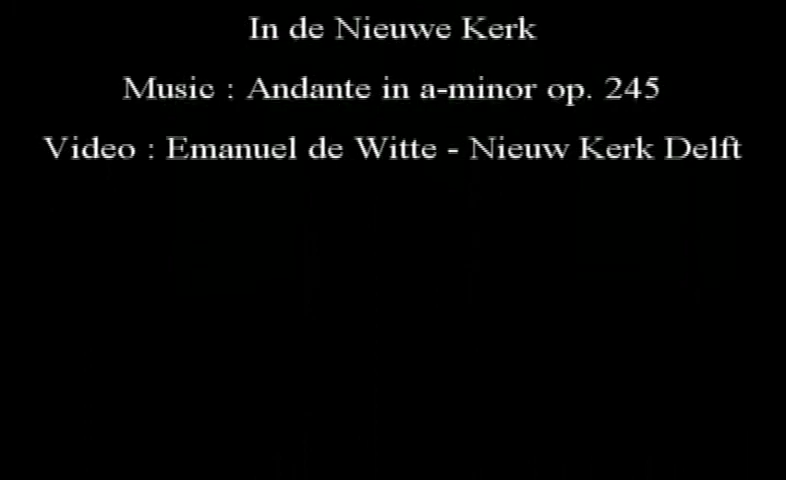 In de Nieuwe Kerk
Music : Andante in a-minor op. 245
Video : Emanuel de Witte - Nieuw Kerk Delft